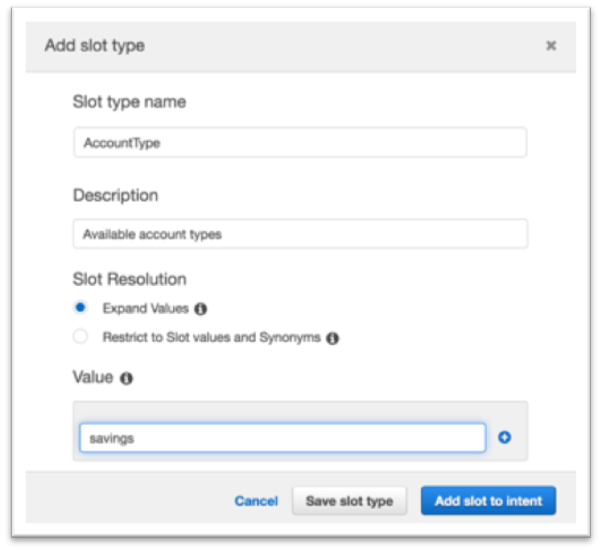 Add slot type
Slot type name
AccountType
Description
Available account types
Slot Resolution
Expand Values
Restrict to Slot values and Synonyms
Value
savings
Cancel Save slot type Add slot to intent